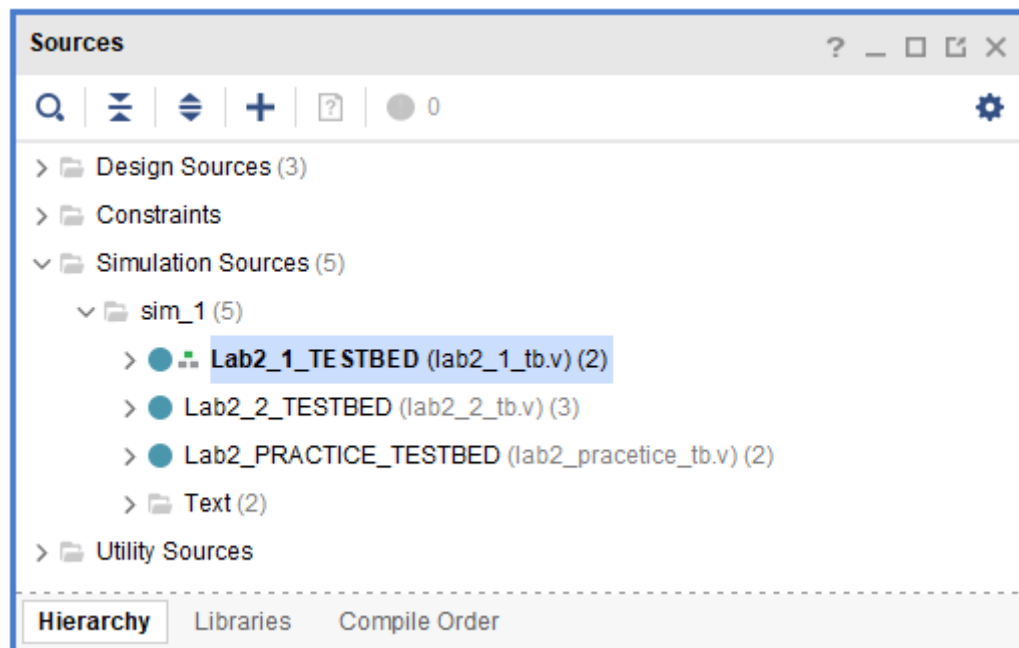 Sources
0
Design Sources (3)
Constraints
Simulation Sources (5)
sim_1 (5)
Lab2_1_TESTBED (lab2_1_tb.v) (2)
Lab2_2_TESTBED (lab2_2_tb.v) (3)
Lab2_PRACTICE_TESTBED (lab2_pracetice_tb.v) (2)
Text (2)
Utility Sources
Hierarchy Libraries Compile Order